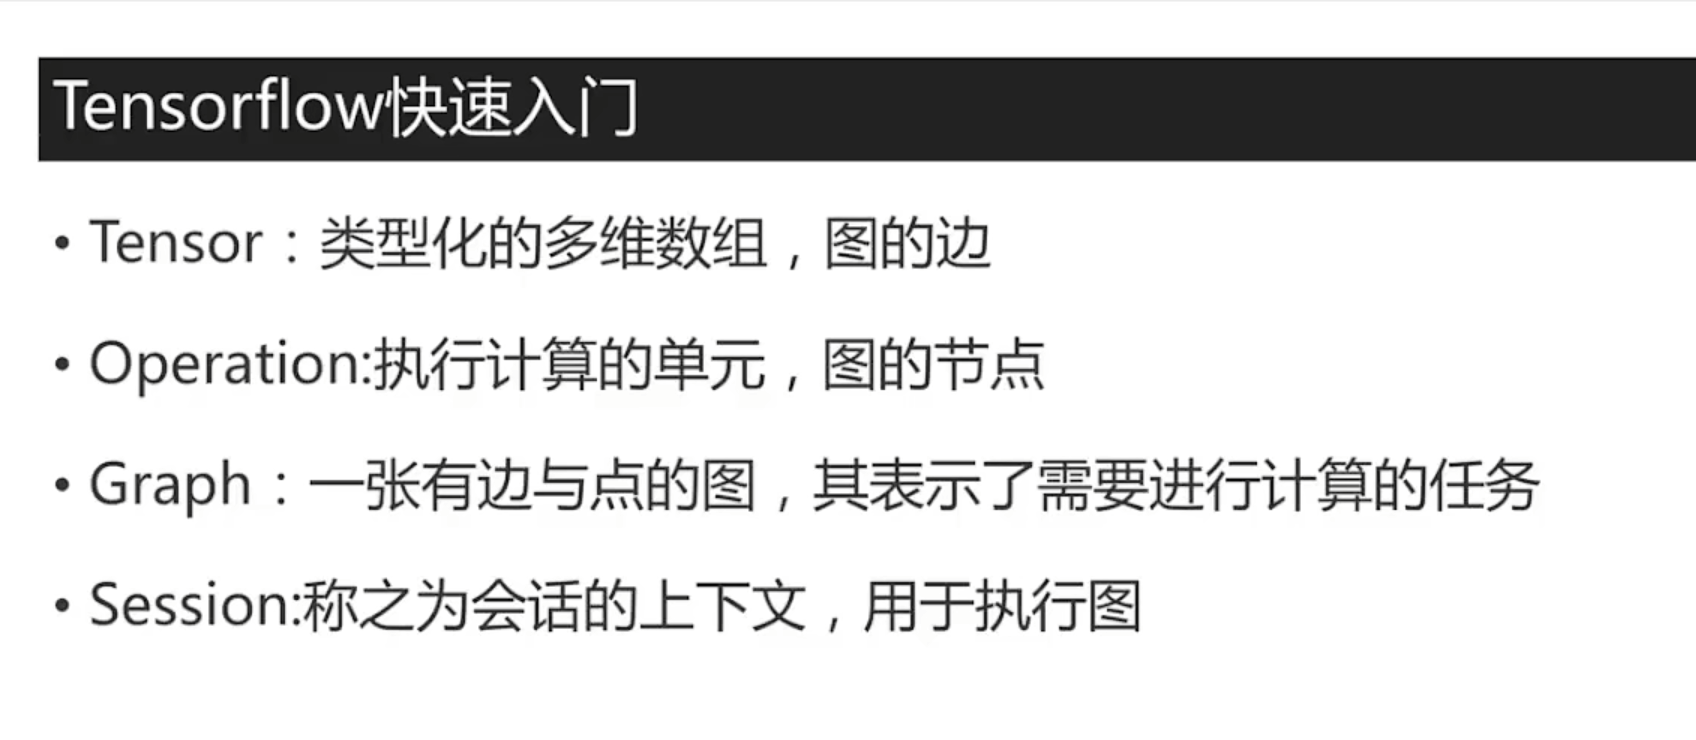 Tensorflow快速入门
• Tensor：类型化的多维数组，图的边
• Operation:执行计算的单元，图的节点
• Graph：一张有边与点的图，其表示了需要进行计算的任务
• Session:称之为会话的上下文，用于执行图